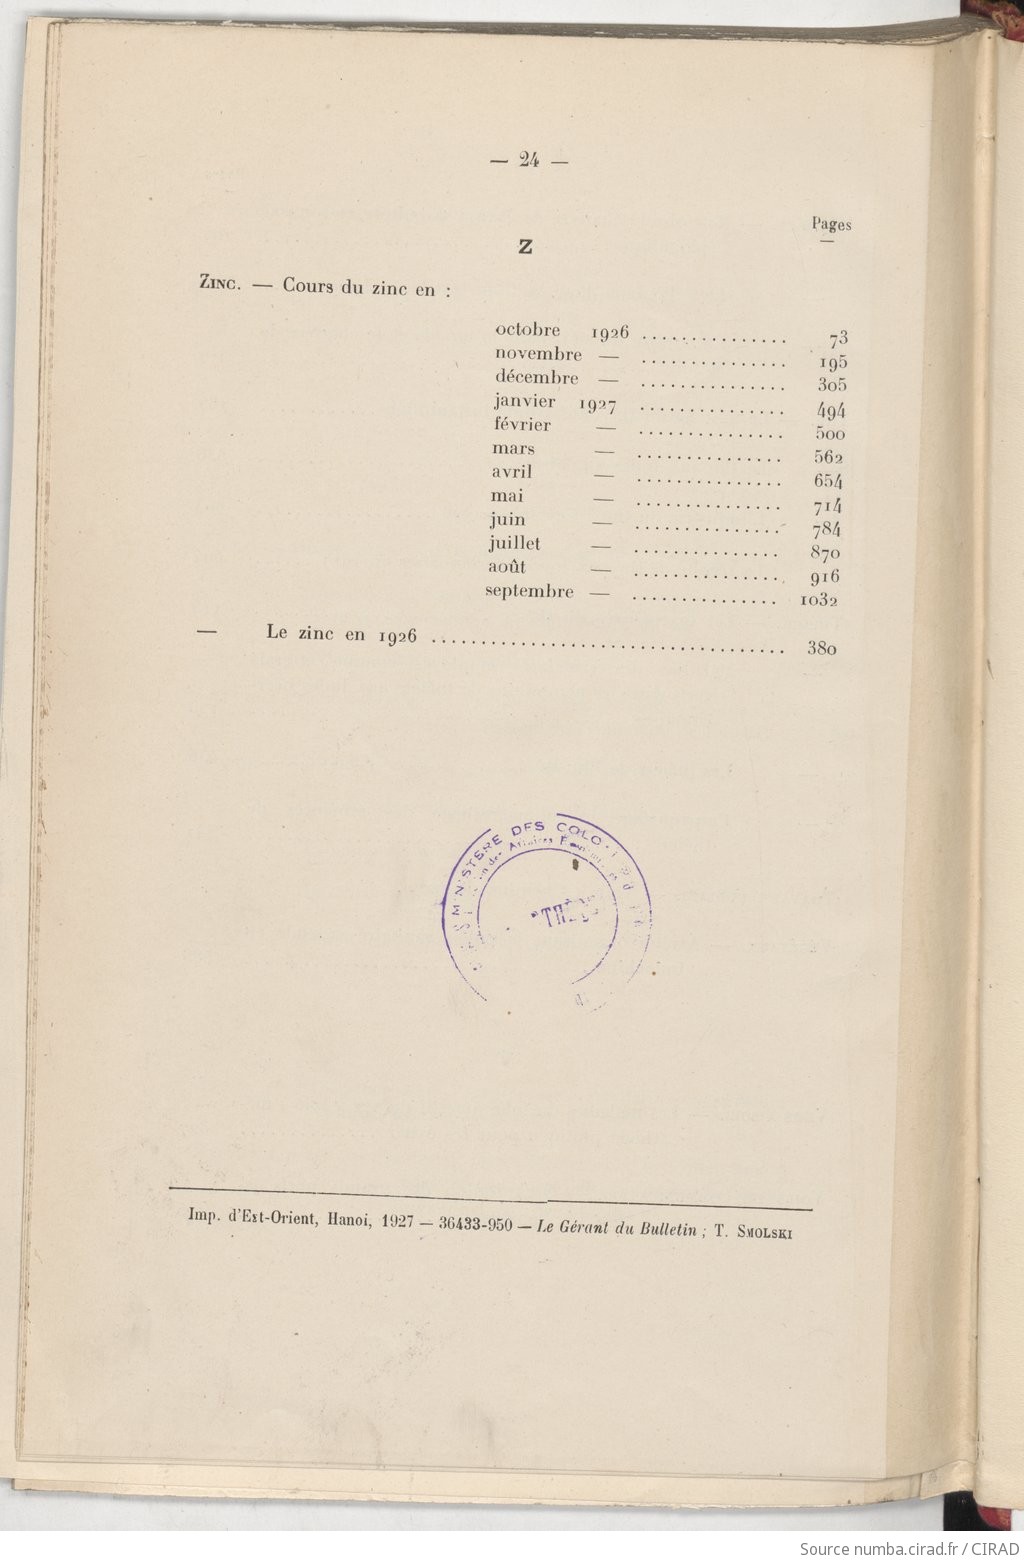 — 24 —
Pages
Z
ZINC. — Cours du zinc en :
octobre 1926 ............... 73
novembre — ............... 195
décembre — ............... 305
janvier 1927 ............... 494
février — ............... 500
mars — ............... 562
avril — ............... 654
mai — ............... 714
juin — ............... 784
juillet — ............... 870
août — ............... 916
septembre — ............... 1032
— Le zinc en 1926 .................................... 380
MINISTERE DES
Affaires
Imp. d'Ext-Orient, Hanoi, 1927 — 36433-950 — Le Gérant du Bulletin ; T. SMOLSKI
Source numba.cirad.fr / CIRAD